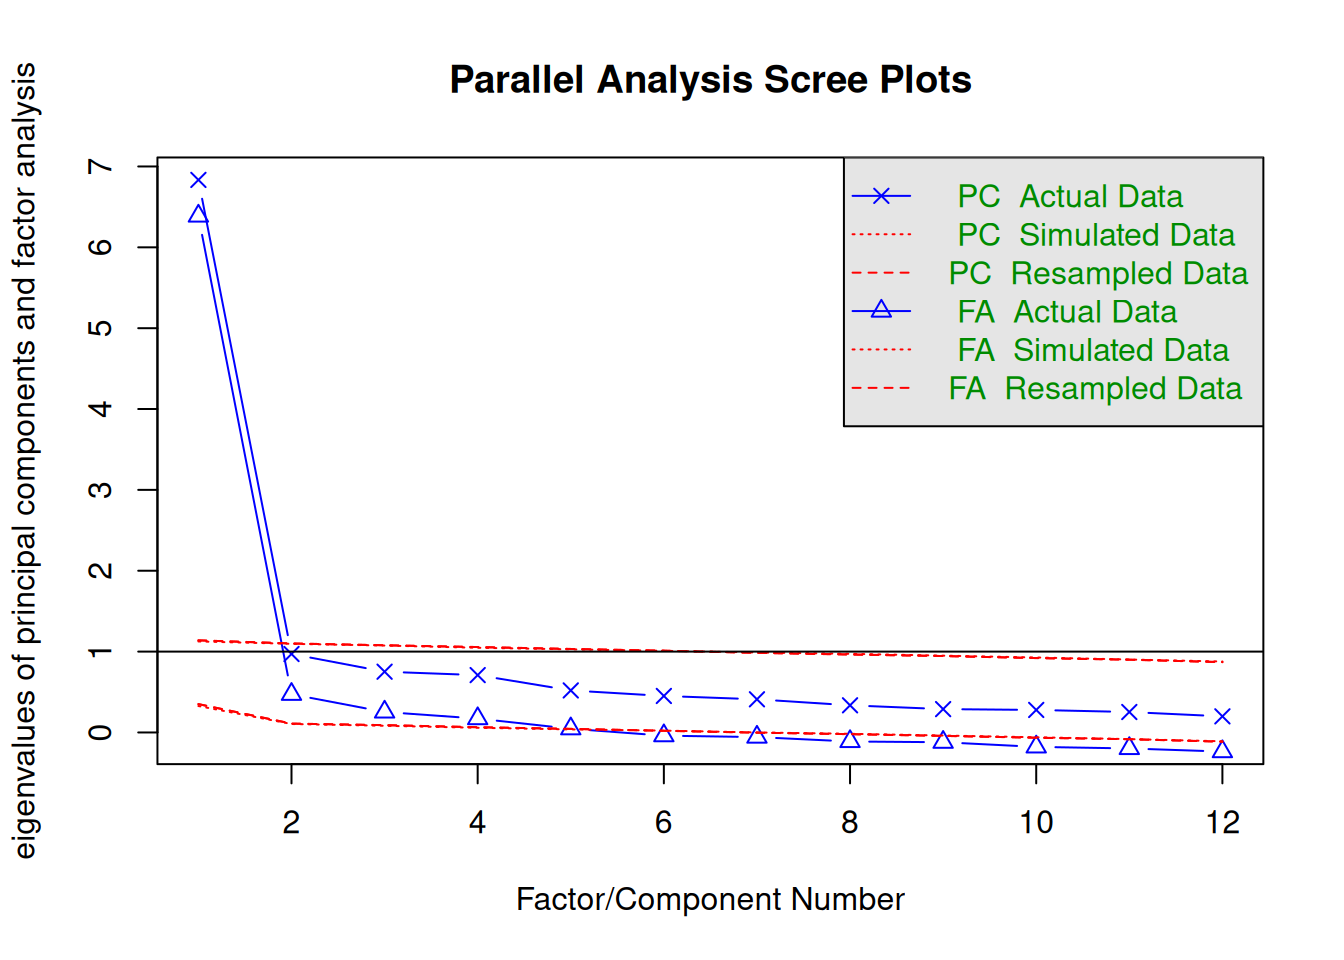 Parallel Analysis Scree Plots
eigenvalues of principal components and factor analysis
7
6
5
4
3
2
1
0
PC Actual Data
PC Simulated Data
PC Resampled Data
FA Actual Data
FA Simulated Data
FA Resampled Data
2 4 6 8 10 12
Factor/Component Number